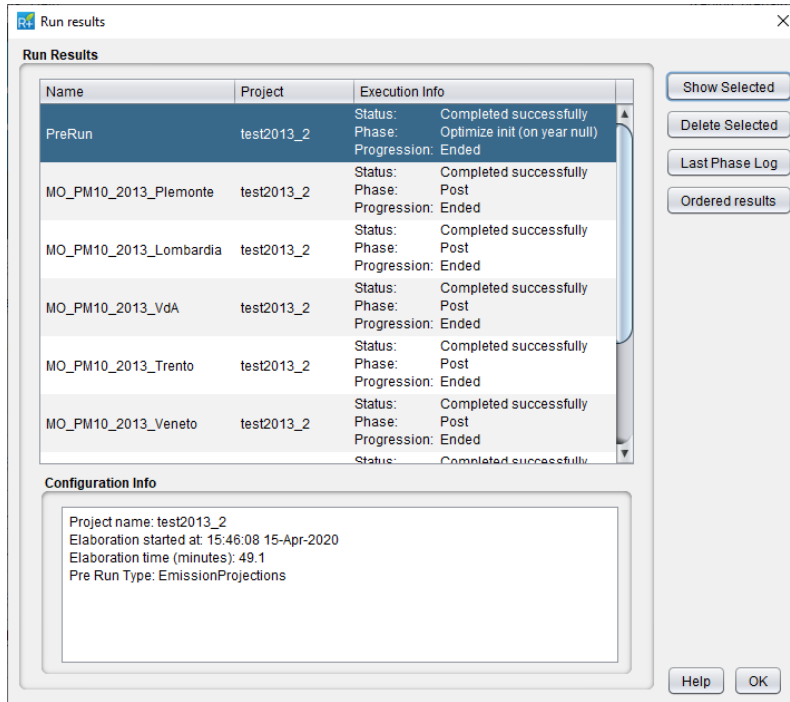 R+ Run results
Run Results
Name Project Execution Info
PreRun test2013_2 Status: Completed successfully
Phase: Optimize init (on year null)
Progression: Ended
MO_PM10_2013_PIemonte test2013_2 Status: Completed successfully
Phase: Post
Progression: Ended
MO_PM10_2013_Lombardia test2013_2 Status: Completed successfully
Phase: Post
Progression: Ended
MO_PM10_2013_VdA test2013_2 Status: Completed successfully
Phase: Post
Progression: Ended
MO_PM10_2013_Trento test2013_2 Status: Completed successfully
Phase: Post
Progression: Ended
MO_PM10_2013_Veneto test2013_2 Status: Completed successfully
Phase: Post
Progression: Ended
Status: Completed successfully
Show Selected
Delete Selected
Last Phase Log
Ordered results
Configuration Info
Project name: test2013_2
Elaboration started at: 15:46:08 15-Apr-2020
Elaboration time (minutes): 49.1
Pre Run Type: EmissionProjections
Help OK